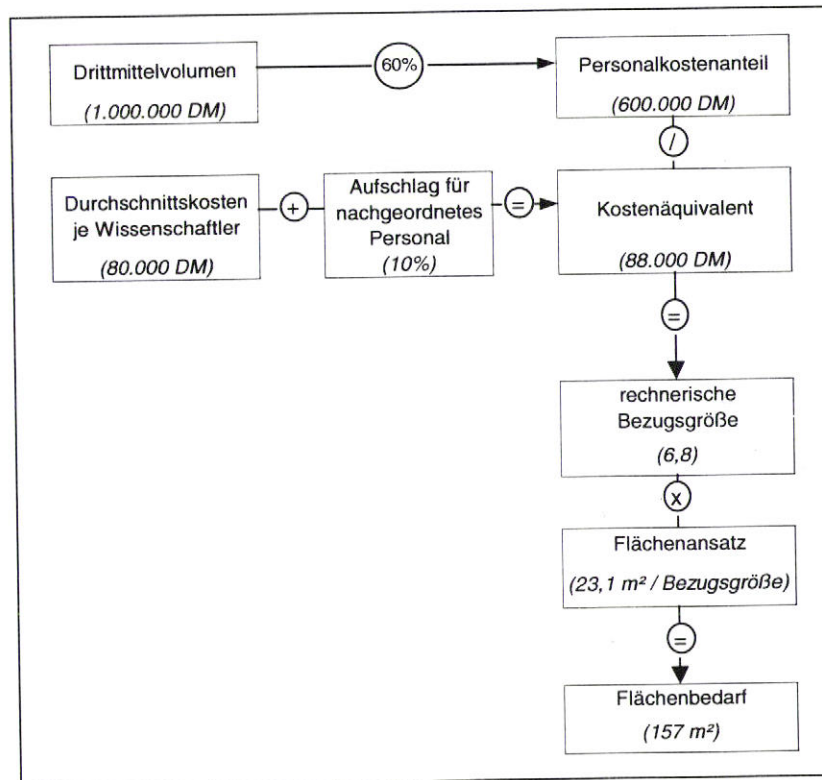 Drittmittelvolumen
(1.000.000 DM)
60%
Personalkostenanteil
(600.000 DM)
/
Durchschnittskosten
je Wissenschaftler
(80.000 DM)
+
Aufschlag für
nachgeordnetes
Personal
(10%)
=
Kostenäquivalent
(88.000 DM)
=
rechnerische
Bezugsgröße
(6,8)
x
Flächenansatz
(23,1 m² / Bezugsgröße)
=
Flächenbedarf
(157 m²)